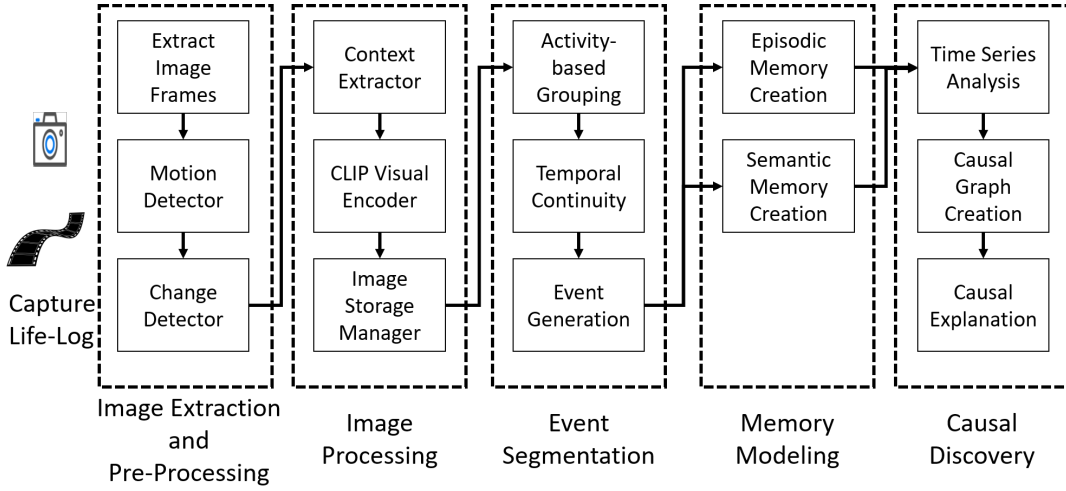 Capture
Life-Log
Extract
Image
Frames
Motion
Detector
Change
Detector
Image Extraction
and
Pre-Processing
Context
Extractor
CLIP Visual
Encoder
Image
Storage
Manager
Image
Processing
Activity-
based
Grouping
Temporal
Continuity
Event
Generation
Event
Segmentation
Episodic
Memory
Creation
Semantic
Memory
Creation
Memory
Modeling
Time Series
Analysis
Causal
Graph
Creation
Causal
Explanation
Causal
Discovery